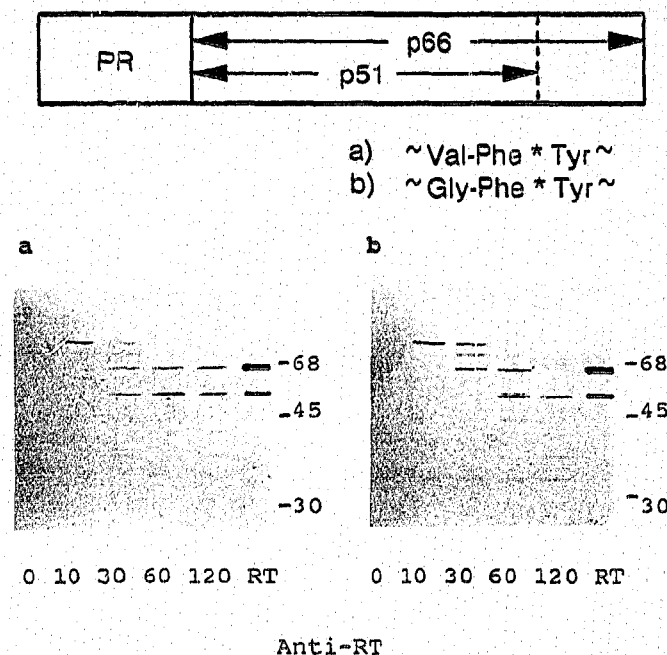 PR
p66
p51
a) ~Val-Phe * Tyr~
b) ~Gly-Phe * Tyr~
a
b
-68
-45
-30
-68
-45
-30
0 10 30 60 120 RT
0 10 30 60 120 RT
Anti-RT